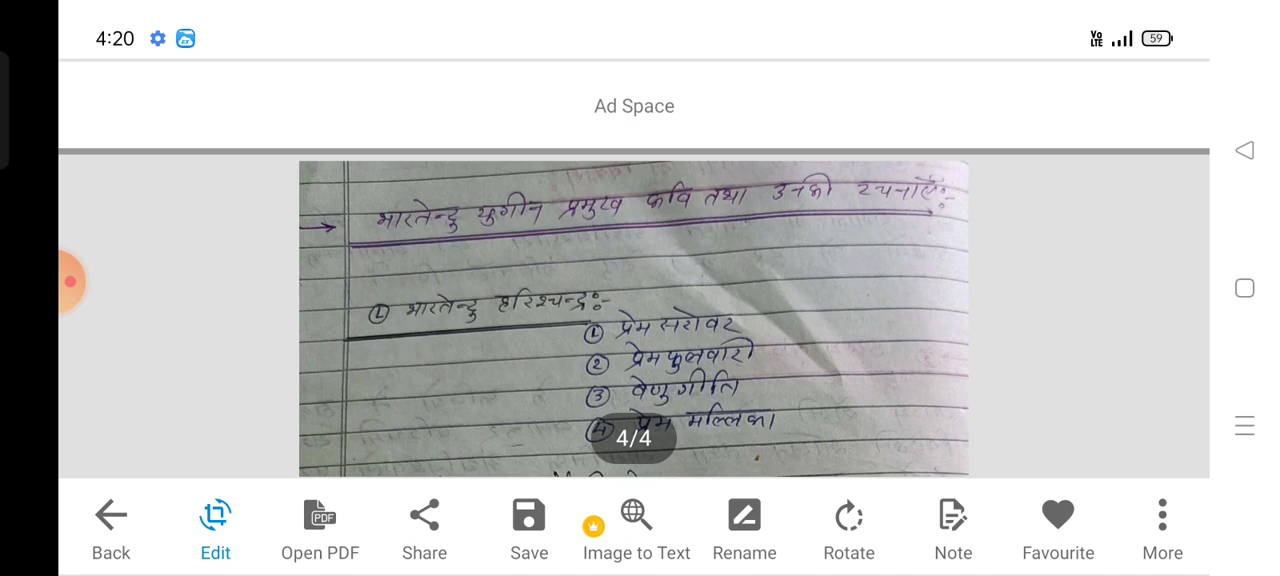 4:20
Vo LTE 59
Ad Space
→ भारतेन्दु युगीन प्रमुख कवि तथा उनकी रचनाएँ:-
① भारतेन्दु हरिश्चन्द्र:-
① प्रेम सरोवर
② प्रेम फुलवारी
③ वेणु गीति
④ प्रेम मल्लिका
4/4
Back
Edit
Open PDF
Share
Save
Image to Text
Rename
Rotate
Note
Favourite
More